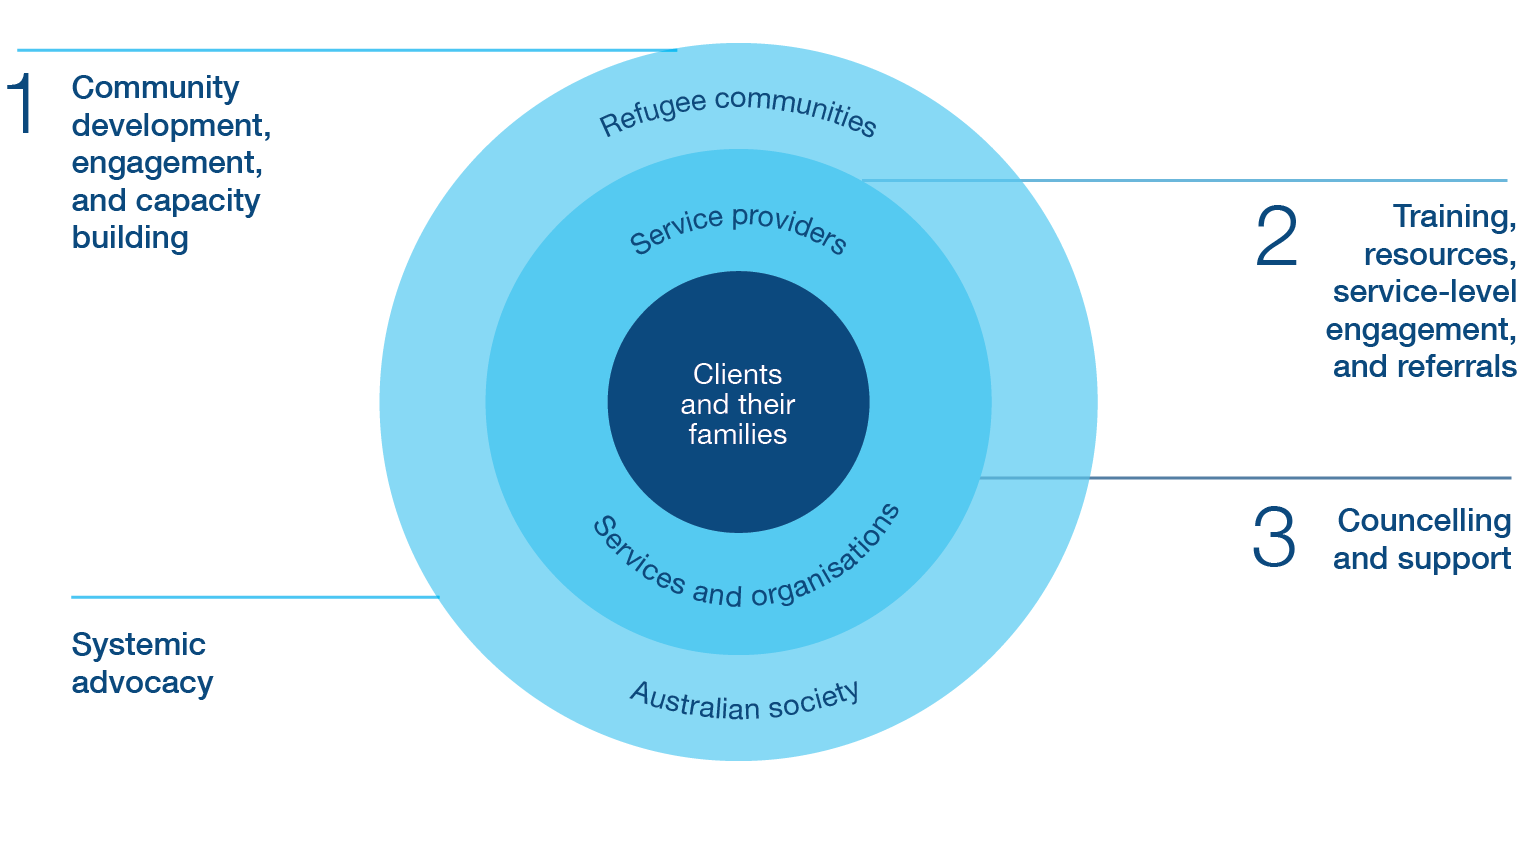 1
Community
development,
engagement,
and capacity
building
Refugee communities
Service providers
Clients
and their
families
Services and organisations
Australian society
2
Training,
resources,
service-level
engagement,
and referrals
3
Councelling
and support
Systemic
advocacy